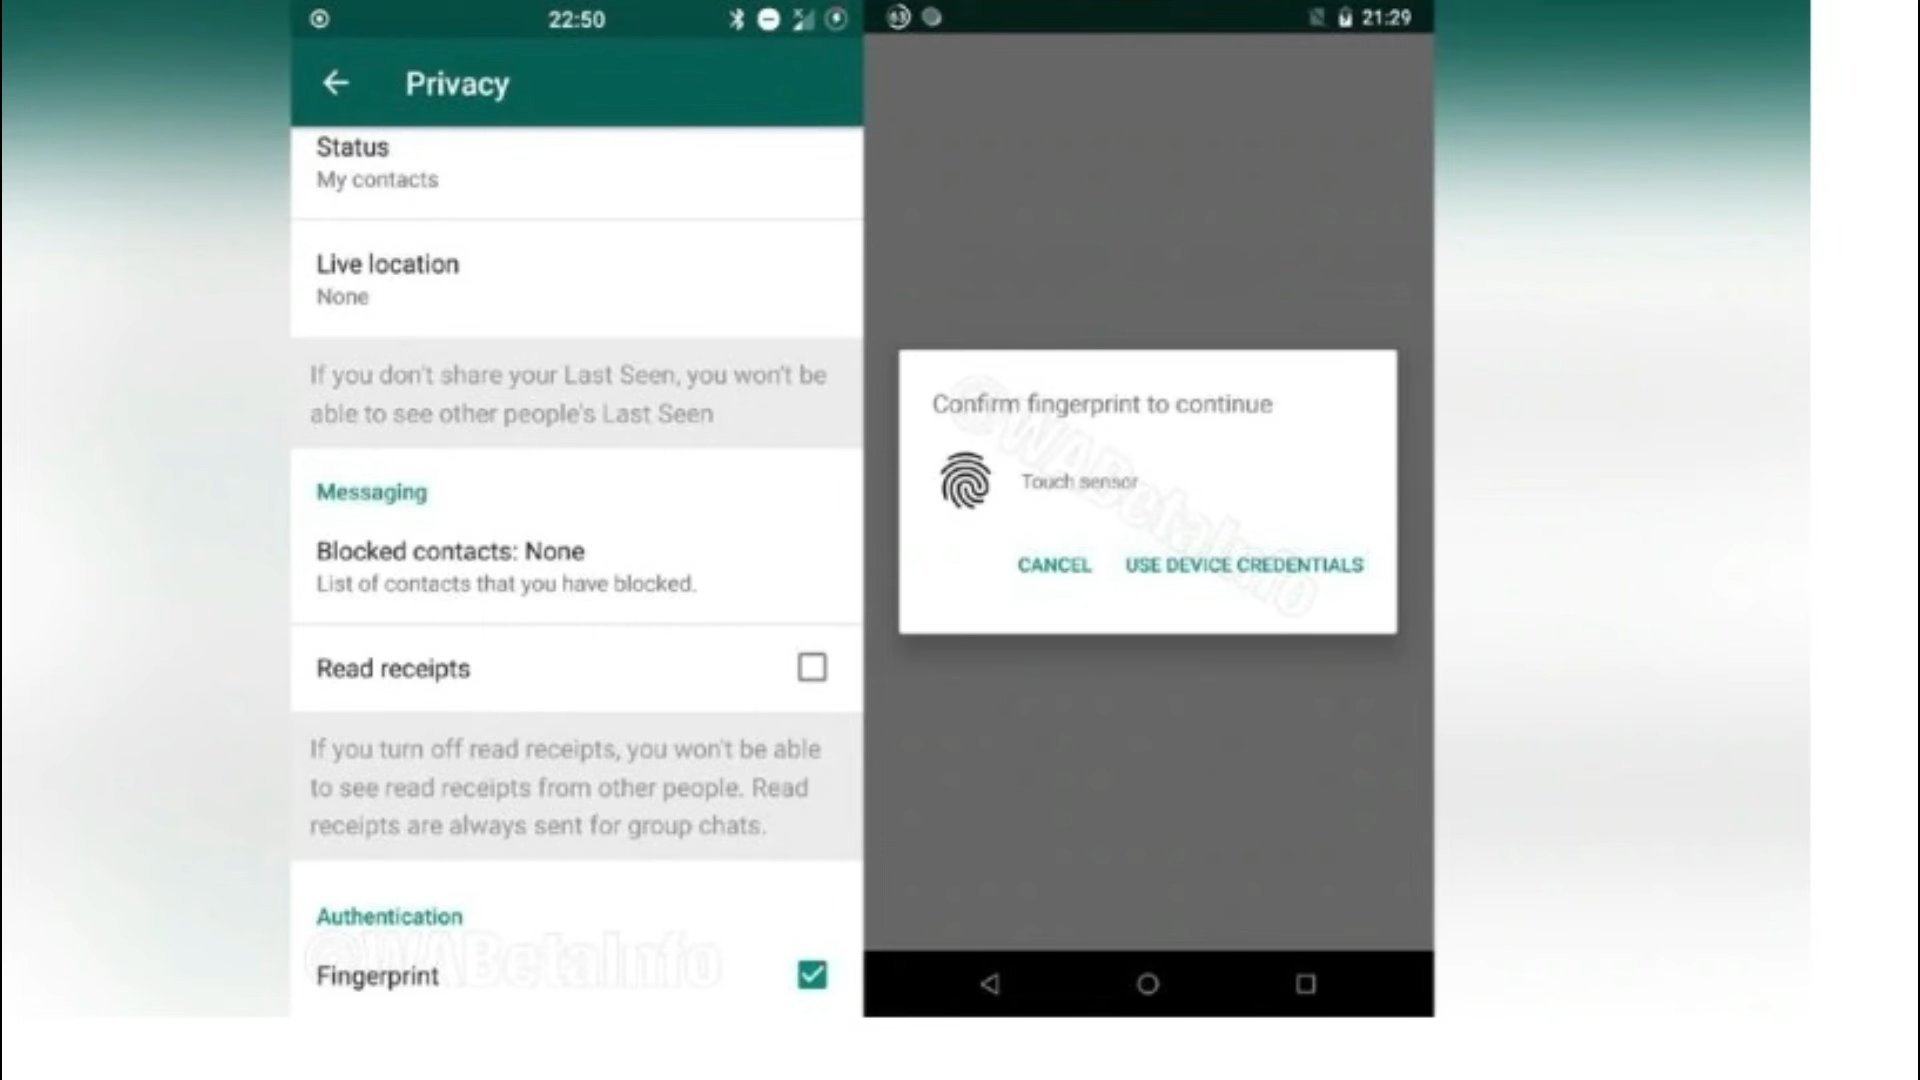 22:50
Privacy
Status
My contacts
Live location
None
If you don't share your Last Seen, you won't be
able to see other people's Last Seen
Messaging
Blocked contacts: None
List of contacts that you have blocked.
Read receipts
If you turn off read receipts, you won't be able
to see read receipts from other people. Read
receipts are always sent for group chats.
Authentication
@WABetaInfo
Fingerprint
63
21:29
Confirm fingerprint to continue
Touch sensor
@WABetaInfo
CANCEL USE DEVICE CREDENTIALS